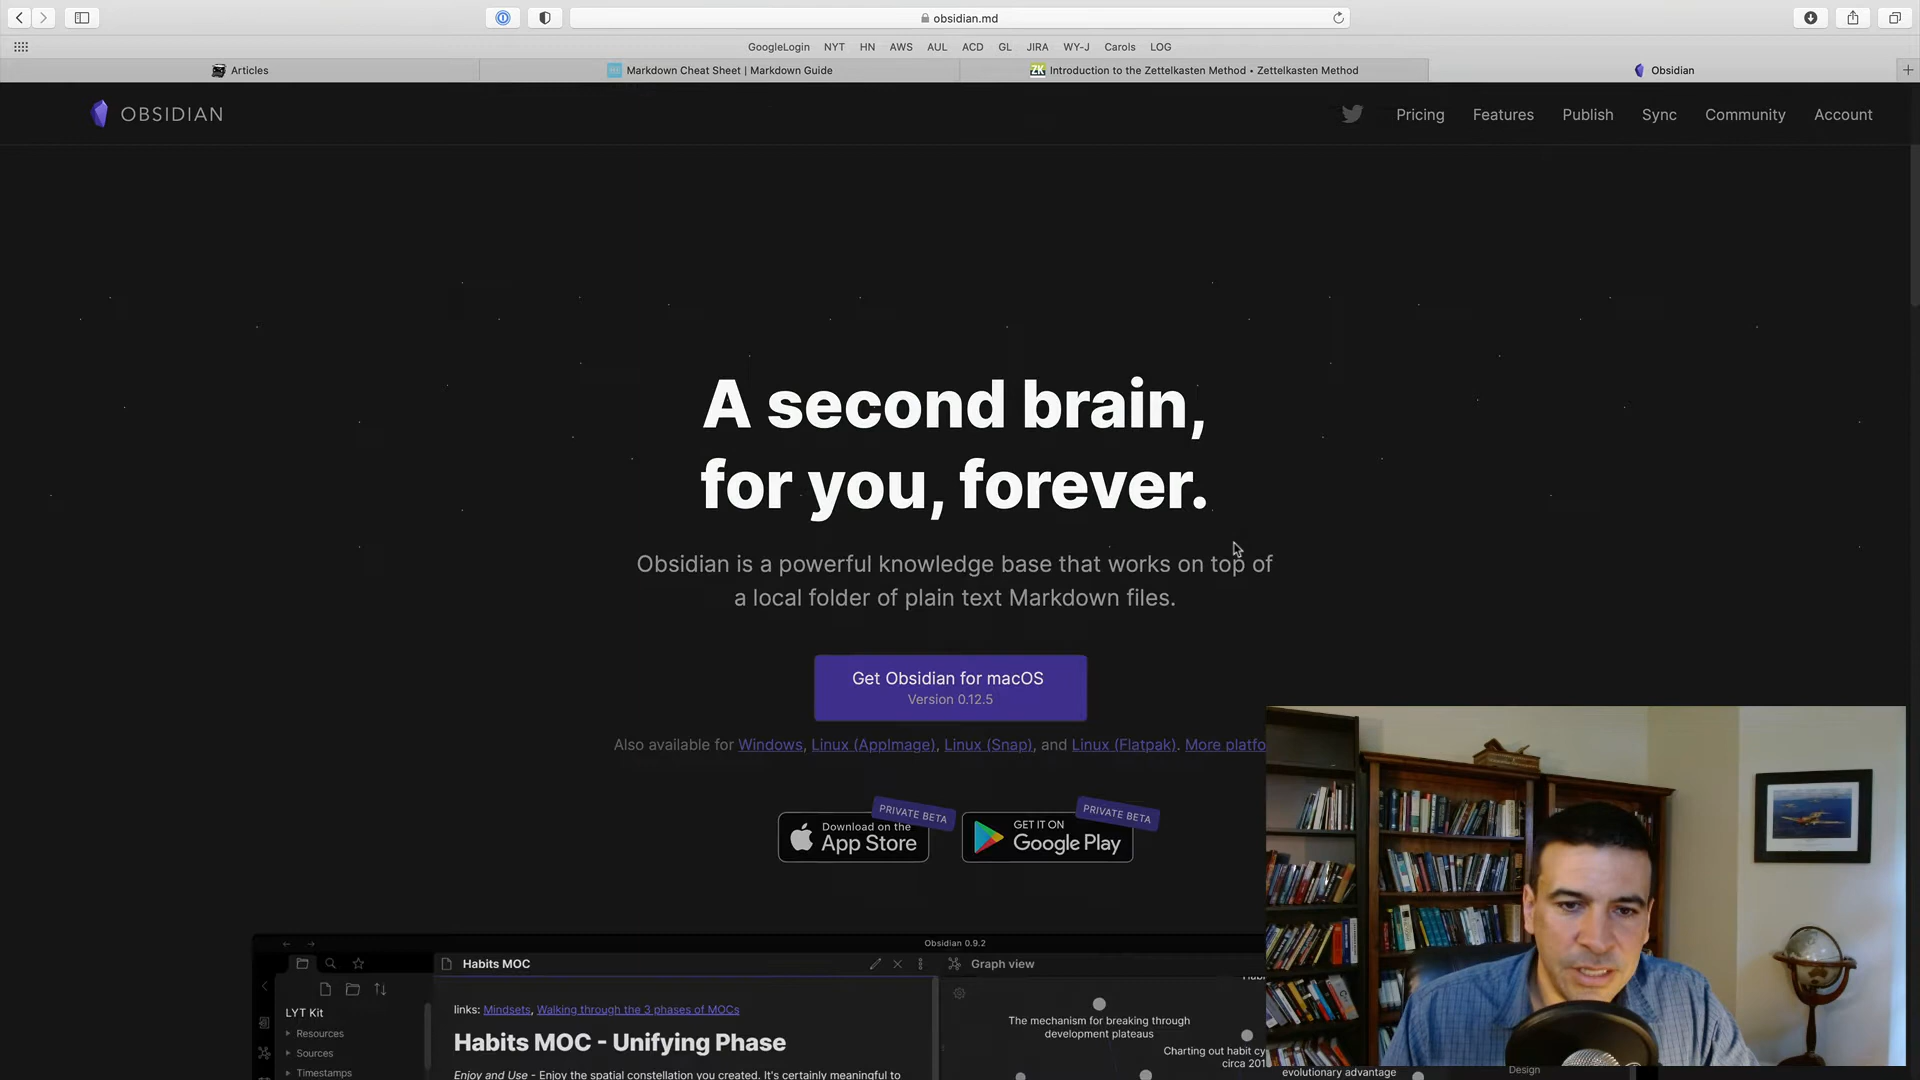 obsidian.md
GoogleLogin NYT HN AWS AUL ACD GL JIRA WY-J Carols LOG
Articles
Markdown Cheat Sheet | Markdown Guide
ZK Introduction to the Zettelkasten Method • Zettelkasten Method
Obsidian
OBSIDIAN
Pricing Features Publish Sync Community Account
A second brain,
for you, forever.
Obsidian is a powerful knowledge base that works on top of
a local folder of plain text Markdown files.
Get Obsidian for macOS
Version 0.12.5
Also available for Windows, Linux (AppImage), Linux (Snap), and Linux (Flatpak). More platfo
PRIVATE BETA
Download on the
App Store
PRIVATE BETA
GET IT ON
Google Play
Obsidian 0.9.2
Habits MOC
Graph view
LYT Kit
Resources
Sources
Timestamps
links: Mindsets, Walking through the 3 phases of MOCs
Habits MOC - Unifying Phase
Enjoy and Use - Enjoy the spatial constellation you created. It's certainly meaningful to
The mechanism for breaking through
development plateaus
Charting out habit cy
circa 201
evolutionary advantage
Design